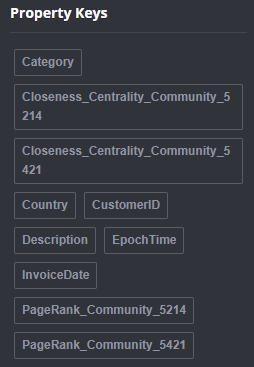 Property Keys
Category
Closeness_Centrality_Community_5
214
Closeness_Centrality_Community_5
421
Country CustomerID
Description EpochTime
InvoiceDate
PageRank_Community_5214
PageRank_Community_5421